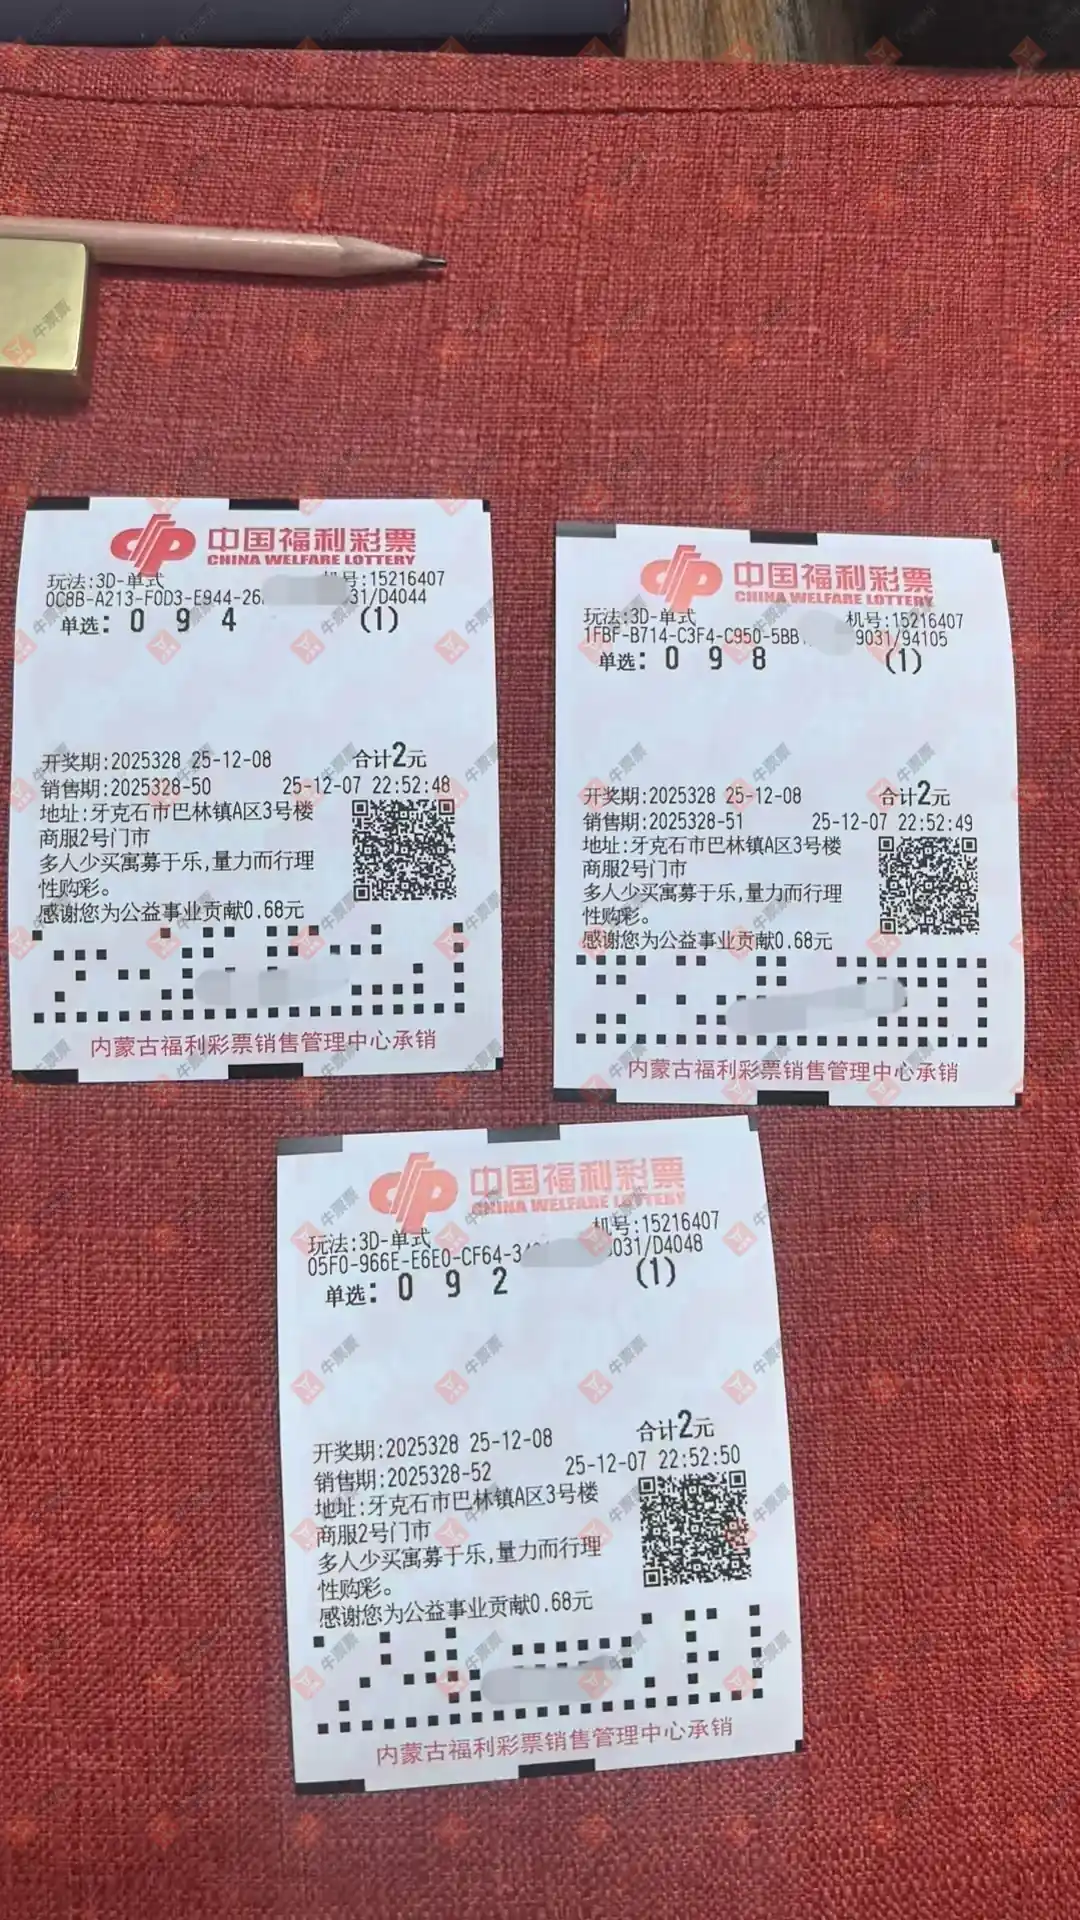 中国福利彩票
CHINA WELFARE LOTTERY
玩法:3D-单式 机号:15216407
0C8B-A213-F0D3-E944-26 31/D4044
单选: 0 9 4 (1)
开奖期:2025328 25-12-08 合计2元
销售期:2025328-50 25-12-07 22:52:48
地址:牙克石市巴林镇A区3号楼
商服2号门市
多人少买寓募于乐,量力而行理
性购彩。
感谢您为公益事业贡献0.68元
内蒙古福利彩票销售管理中心承销
中国福利彩票
CHINA WELFARE LOTTERY
玩法:3D-单式 机号:15216407
1FBF-B714-C3F4-C950-5BB 9031/94105
单选: 0 9 8 (1)
开奖期:2025328 25-12-08 合计2元
销售期:2025328-51 25-12-07 22:52:49
地址:牙克石市巴林镇A区3号楼
商服2号门市
多人少买寓募于乐,量力而行理
性购彩。
感谢您为公益事业贡献0.68元
内蒙古福利彩票销售管理中心承销
中国福利彩票
CHINA WELFARE LOTTERY
玩法:3D-单式 机号:15216407
05F0-966E-E6E0-CF64-3 031/D4048
单选: 0 9 2 (1)
开奖期:2025328 25-12-08 合计2元
销售期:2025328-52 25-12-07 22:52:50
地址:牙克石市巴林镇A区3号楼
商服2号门市
多人少买寓募于乐,量力而行理
性购彩。
感谢您为公益事业贡献0.68元
内蒙古福利彩票销售管理中心承销
牛票票